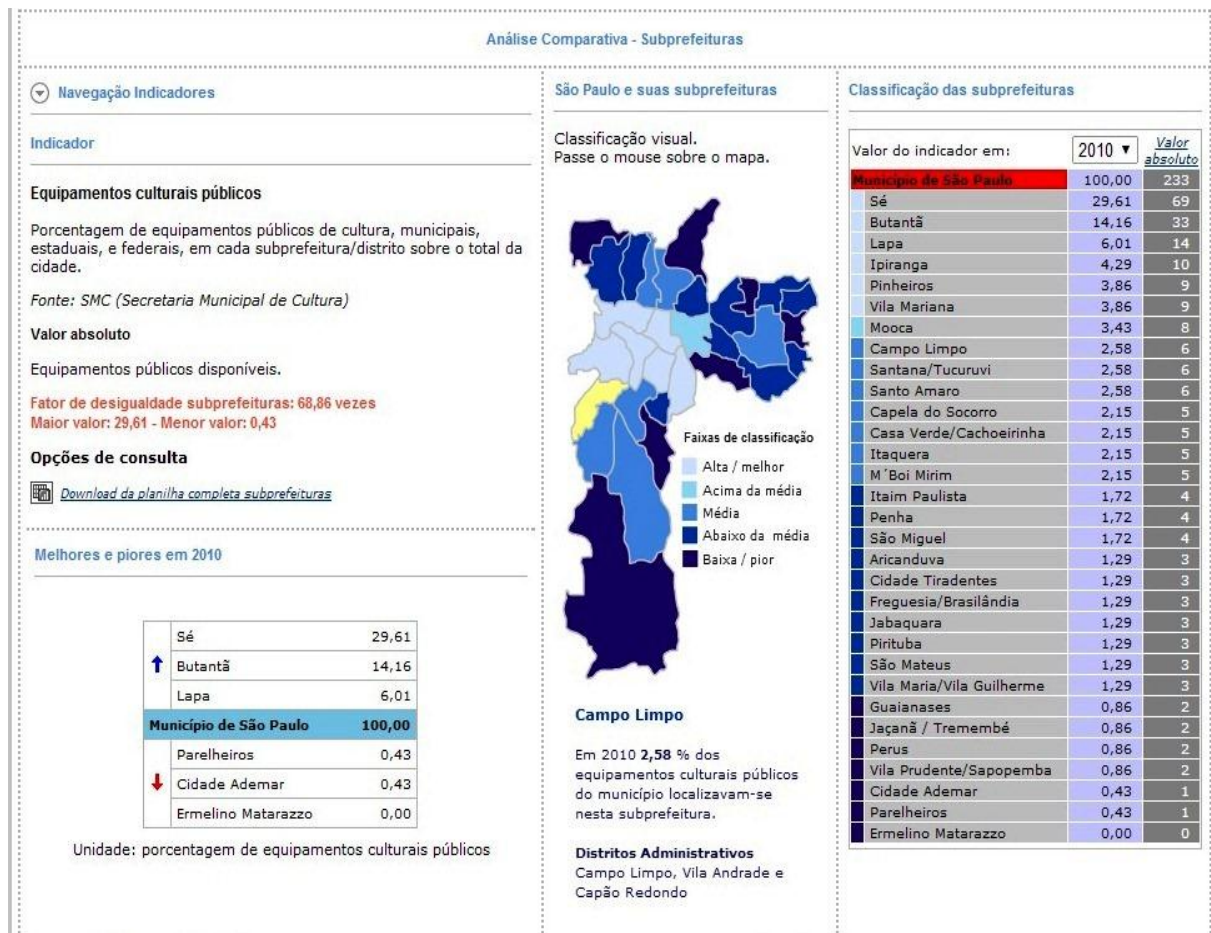 Análise Comparativa - Subprefeituras
Navegação Indicadores
Indicador
Equipamentos culturais públicos
Porcentagem de equipamentos públicos de cultura, municipais,
estaduais, e federais, em cada subprefeitura/distrito sobre o total da
cidade.
Fonte: SMC (Secretaria Municipal de Cultura)
Valor absoluto
Equipamentos públicos disponíveis.
Fator de desigualdade subprefeituras: 68,86 vezes
Maior valor: 29,61 - Menor valor: 0,43
Opções de consulta
Download da planilha completa subprefeituras
Melhores e piores em 2010
Sé 29,61
Butantã 14,16
Lapa 6,01
Município de São Paulo 100,00
Parelheiros 0,43
Cidade Ademar 0,43
Ermelino Matarazzo 0,00
Unidade: porcentagem de equipamentos culturais públicos
São Paulo e suas subprefeituras
Classificação visual.
Passe o mouse sobre o mapa.
Faixas de classificação
Alta / melhor
Acima da média
Média
Abaixo da média
Baixa / pior
Campo Limpo
Em 2010 2,58 % dos
equipamentos culturais públicos
do município localizavam-se
nesta subprefeitura.
Distritos Administrativos
Campo Limpo, Vila Andrade e
Capão Redondo
Classificação das subprefeituras
Valor do indicador em: 2010 Valor absoluto
Município de São Paulo 100,00 233
Sé 29,61 69
Butantã 14,16 33
Lapa 6,01 14
Ipiranga 4,29 10
Pinheiros 3,86 9
Vila Mariana 3,86 9
Mooca 3,43 8
Campo Limpo 2,58 6
Santana/Tucuruvi 2,58 6
Santo Amaro 2,58 6
Capela do Socorro 2,15 5
Casa Verde/Cachoeirinha 2,15 5
Itaquera 2,15 5
M´Boi Mirim 2,15 5
Itaim Paulista 1,72 4
Penha 1,72 4
São Miguel 1,72 4
Aricanduva 1,29 3
Cidade Tiradentes 1,29 3
Freguesia/Brasilândia 1,29 3
Jabaquara 1,29 3
Pirituba 1,29 3
São Mateus 1,29 3
Vila Maria/Vila Guilherme 1,29 3
Guaianases 0,86 2
Jaçanã / Tremembé 0,86 2
Perus 0,86 2
Vila Prudente/Sapopemba 0,86 2
Cidade Ademar 0,43 1
Parelheiros 0,43 1
Ermelino Matarazzo 0,00 0